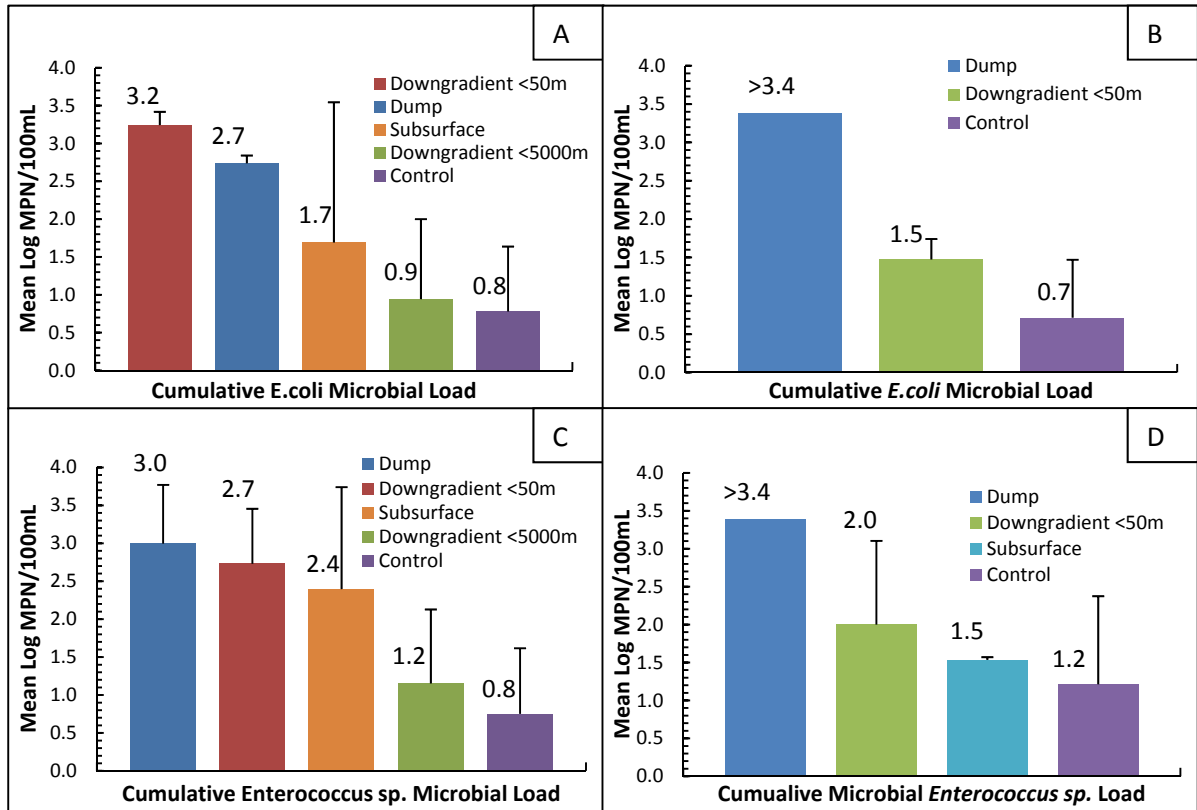 A
Mean Log MPN/100mL
4.0
3.5
3.0
2.5
2.0
1.5
1.0
0.5
0.0
3.2
2.7
1.7
0.9
0.8
Downgradient <50m
Dump
Subsurface
Downgradient <5000m
Control
Cumulative E.coli Microbial Load
B
Mean Log MPN/100mL
4.0
3.5
3.0
2.5
2.0
1.5
1.0
0.5
0.0
>3.4
1.5
0.7
Dump
Downgradient <50m
Control
Cumulative E.coli Microbial Load
C
Mean Log MPN/100mL
4.0
3.5
3.0
2.5
2.0
1.5
1.0
0.5
0.0
3.0
2.7
2.4
1.2
0.8
Dump
Downgradient <50m
Subsurface
Downgradient <5000m
Control
Cumulative Enterococcus sp. Microbial Load
D
Mean Log MPN/100mL
4.0
3.5
3.0
2.5
2.0
1.5
1.0
0.5
0.0
>3.4
2.0
1.5
1.2
Dump
Downgradient <50m
Subsurface
Control
Cumualive Microbial Enterococcus sp. Load